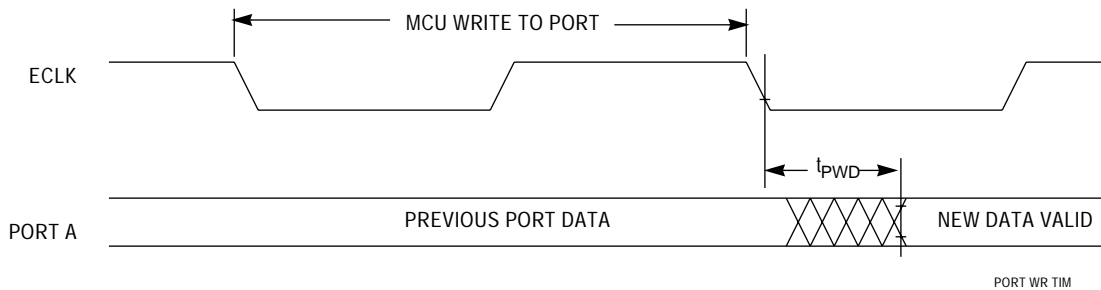 MCU WRITE TO PORT
ECLK
tPWD
PORT A
PREVIOUS PORT DATA
NEW DATA VALID
PORT WR TIM